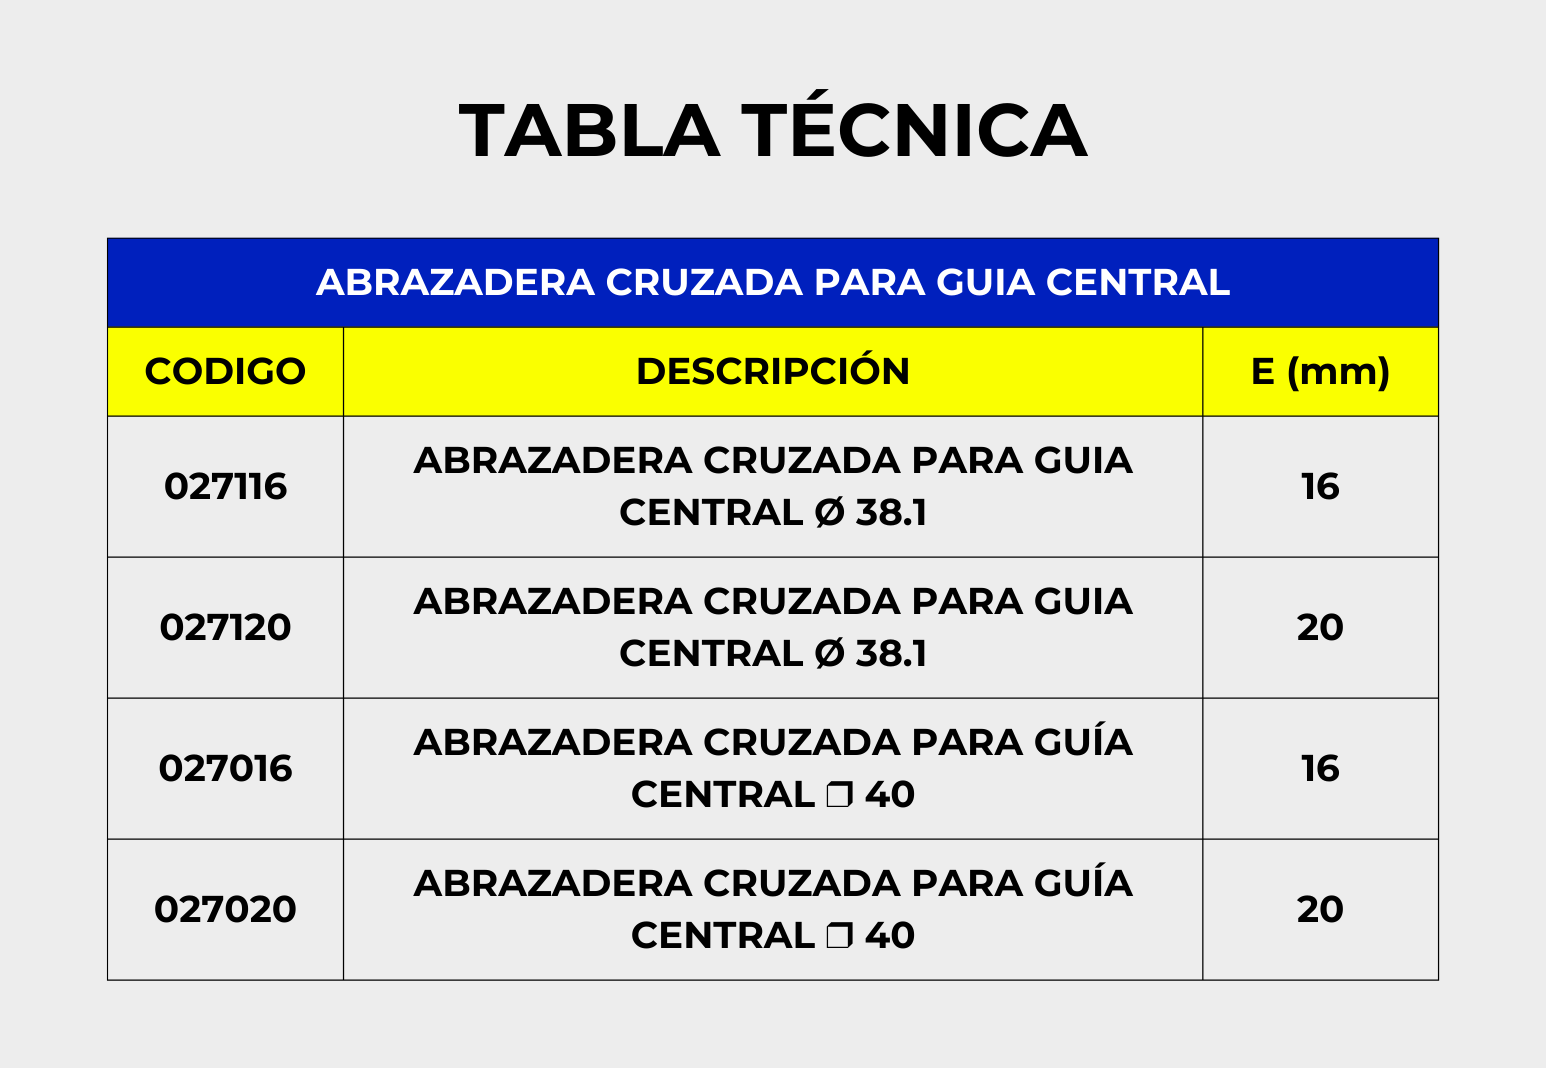 TABLA TÉCNICA
ABRAZADERA CRUZADA PARA GUIA CENTRAL
CODIGO DESCRIPCIÓN E (mm)
027116 ABRAZADERA CRUZADA PARA GUIA
CENTRAL Ø 38.1 16
027120 ABRAZADERA CRUZADA PARA GUIA
CENTRAL Ø 38.1 20
027016 ABRAZADERA CRUZADA PARA GUÍA
CENTRAL ❒ 40 16
027020 ABRAZADERA CRUZADA PARA GUÍA
CENTRAL ❒ 40 20